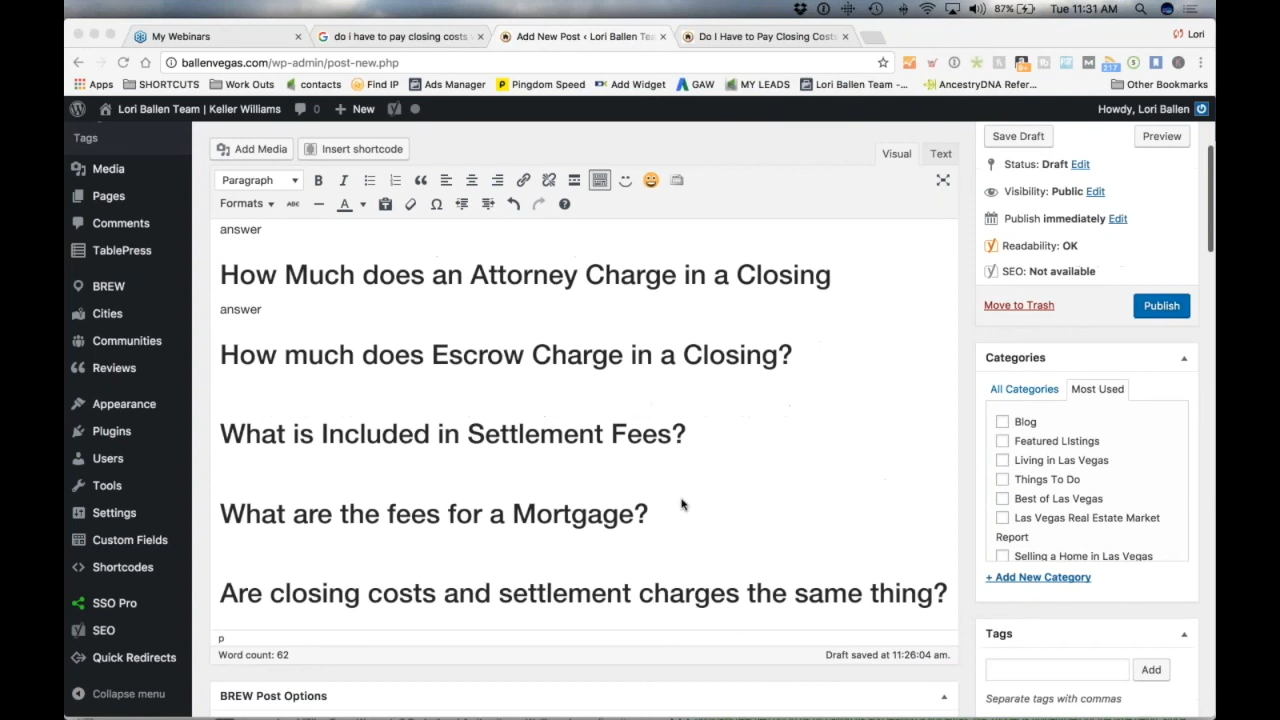 87%
Tue 11:31 AM
My Webinars
do i have to pay closing costs
Add New Post ‹ Lori Ballen Tea
Do I Have to Pay Closing Costs
Lori
ballenvegas.com/wp-admin/post-new.php
Apps
SHORTCUTS
Work Outs
contacts
Find IP
Ads Manager
Pingdom Speed
Add Widget
GAW
MY LEADS
Lori Ballen Team -...
AncestryDNA Refer...
Other Bookmarks
Lori Ballen Team | Keller Williams
0
New
Howdy, Lori Ballen
Tags
Media
Pages
Comments
TablePress
BREW
Cities
Communities
Reviews
Appearance
Plugins
Users
Tools
Settings
Custom Fields
Shortcodes
SSO Pro
SEO
Quick Redirects
Collapse menu
Add Media
Insert shortcode
Visual
Text
Paragraph
Formats
answer
How Much does an Attorney Charge in a Closing
answer
How much does Escrow Charge in a Closing?
What is Included in Settlement Fees?
What are the fees for a Mortgage?
Are closing costs and settlement charges the same thing?
p
Word count: 62
Draft saved at 11:26:04 am.
BREW Post Options
Save Draft
Preview
Status: Draft Edit
Visibility: Public Edit
Publish immediately Edit
Readability: OK
SEO: Not available
Move to Trash
Publish
Categories
All Categories
Most Used
Blog
Featured LIstings
Living in Las Vegas
Things To Do
Best of Las Vegas
Las Vegas Real Estate Market
Report
Selling a Home in Las Vegas
+ Add New Category
Tags
Add
Separate tags with commas